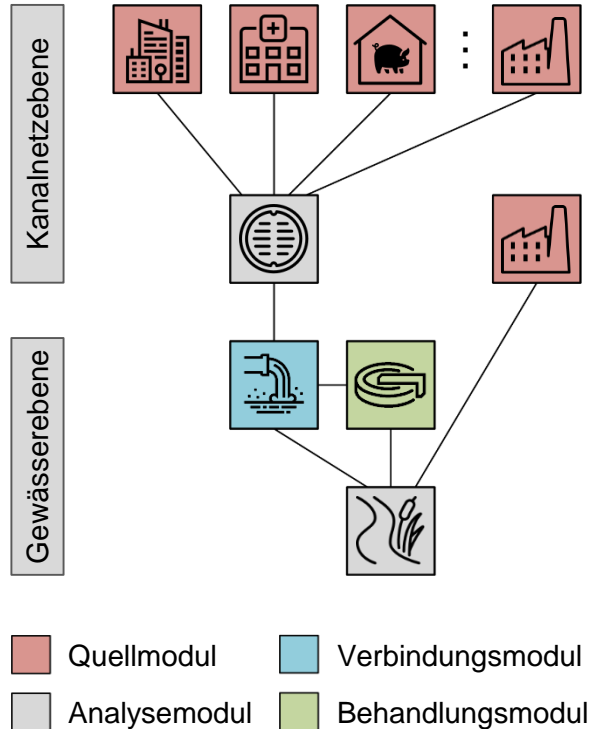 Kanalnetzebene
Gewässerebene
Quellmodul
Verbindungsmodul
Analysemodul
Behandlungsmodul